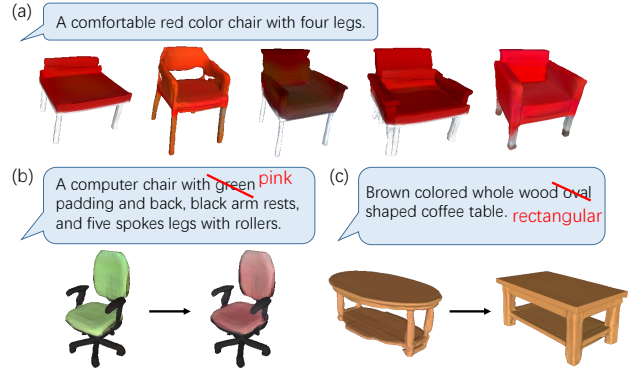 (a)
A comfortable red color chair with four legs.
(b)
A computer chair with green pink
padding and back, black arm rests,
and five spokes legs with rollers.
(c)
Brown colored whole wood oval
shaped coffee table. rectangular